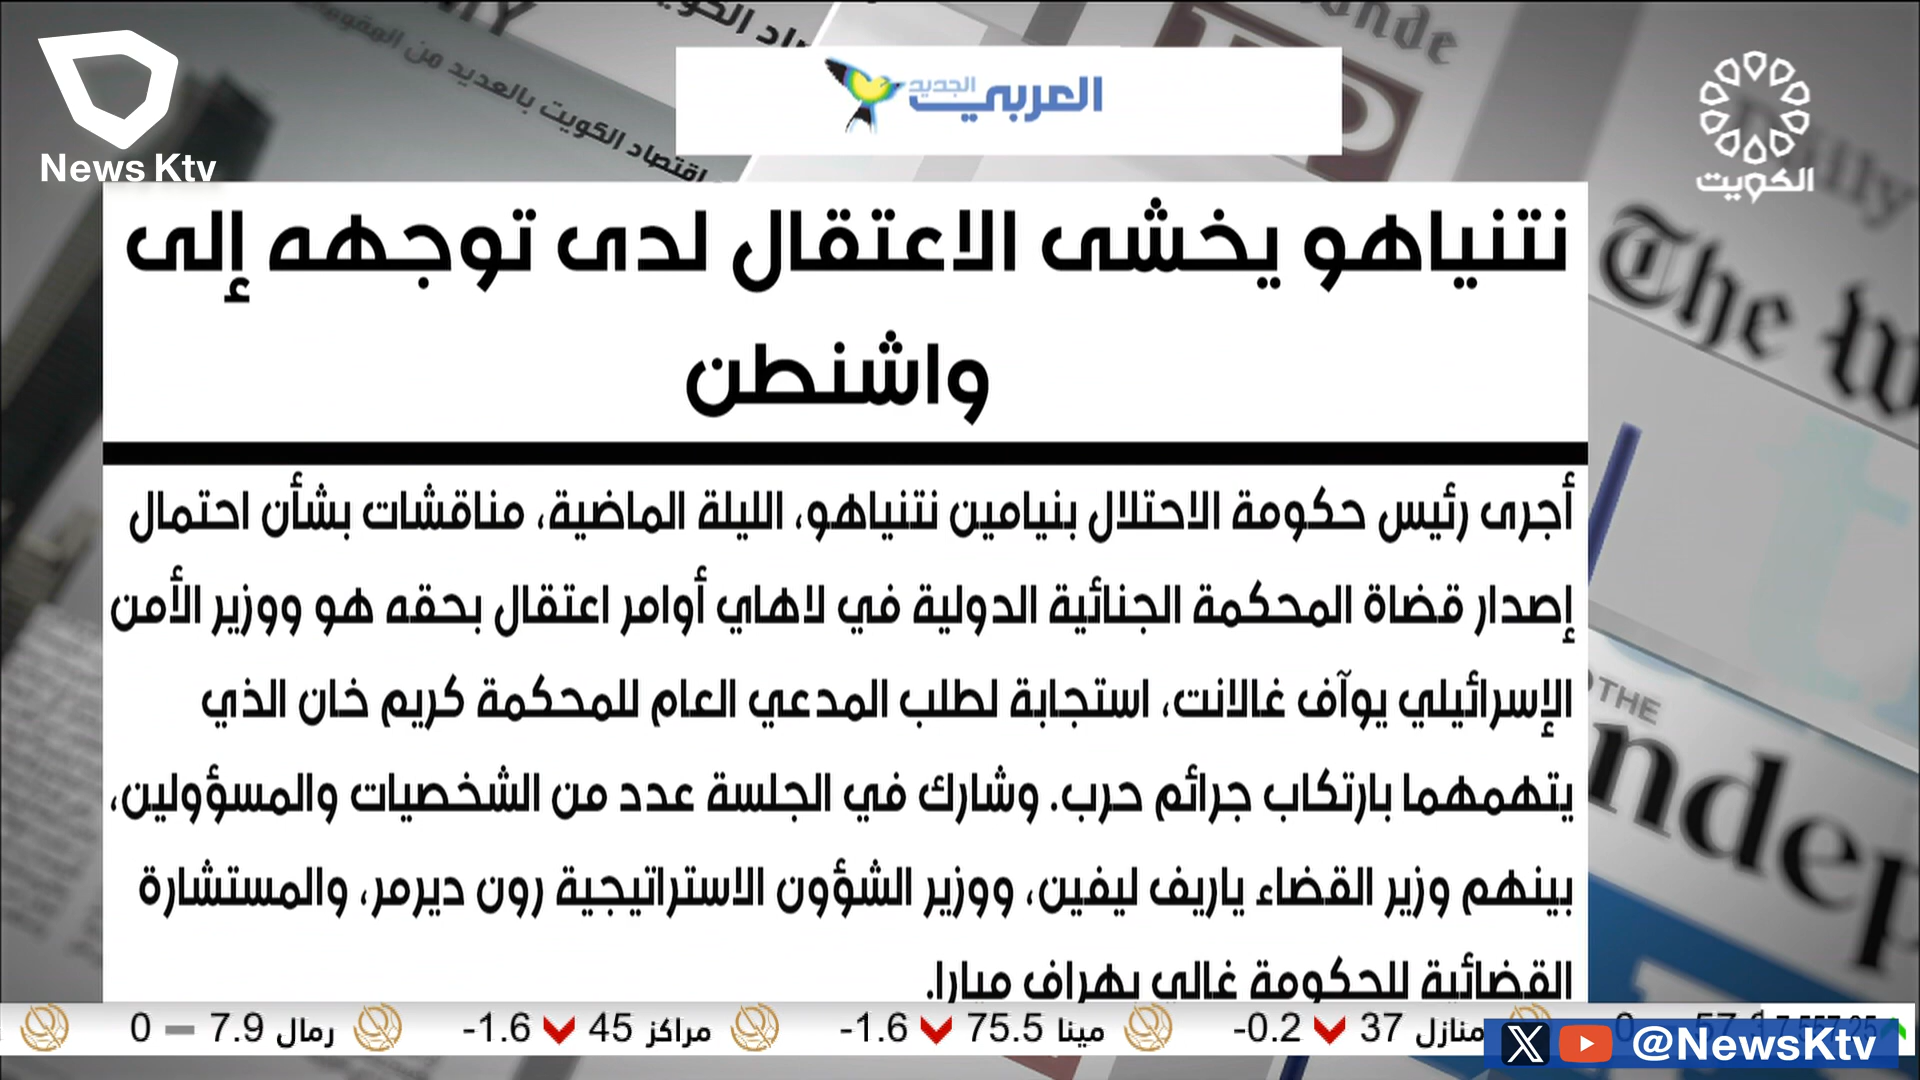 News Ktv
العربي الجديد
الكويت
نتنياهو يخشى الاعتقال لدى توجهه إلى
واشنطن
أجرى رئيس حكومة الاحتلال بنيامين نتنياهو، الليلة الماضية، مناقشات بشأن احتمال
إصدار قضاة المحكمة الجنائية الدولية في لاهاي أوامر اعتقال بحقه هو ووزير الأمن
الإسرائيلي يوآف غالانت، استجابة لطلب المدعي العام للمحكمة كريم خان الذي
يتهمهما بارتكاب جرائم حرب. وشارك في الجلسة عدد من الشخصيات والمسؤولين،
بينهم وزير القضاء ياريف ليفين، ووزير الشؤون الاستراتيجية رون ديرمر، والمستشارة
القضائية للحكومة غالي بهراف ميارا.
اقتصاد الكويت بالعديد من
The W
THE
ndep
منازل 37 -0.2
مينا 75.5 -1.6
مراكز 45 -1.6
رمال 7.9 0
@NewsKtv